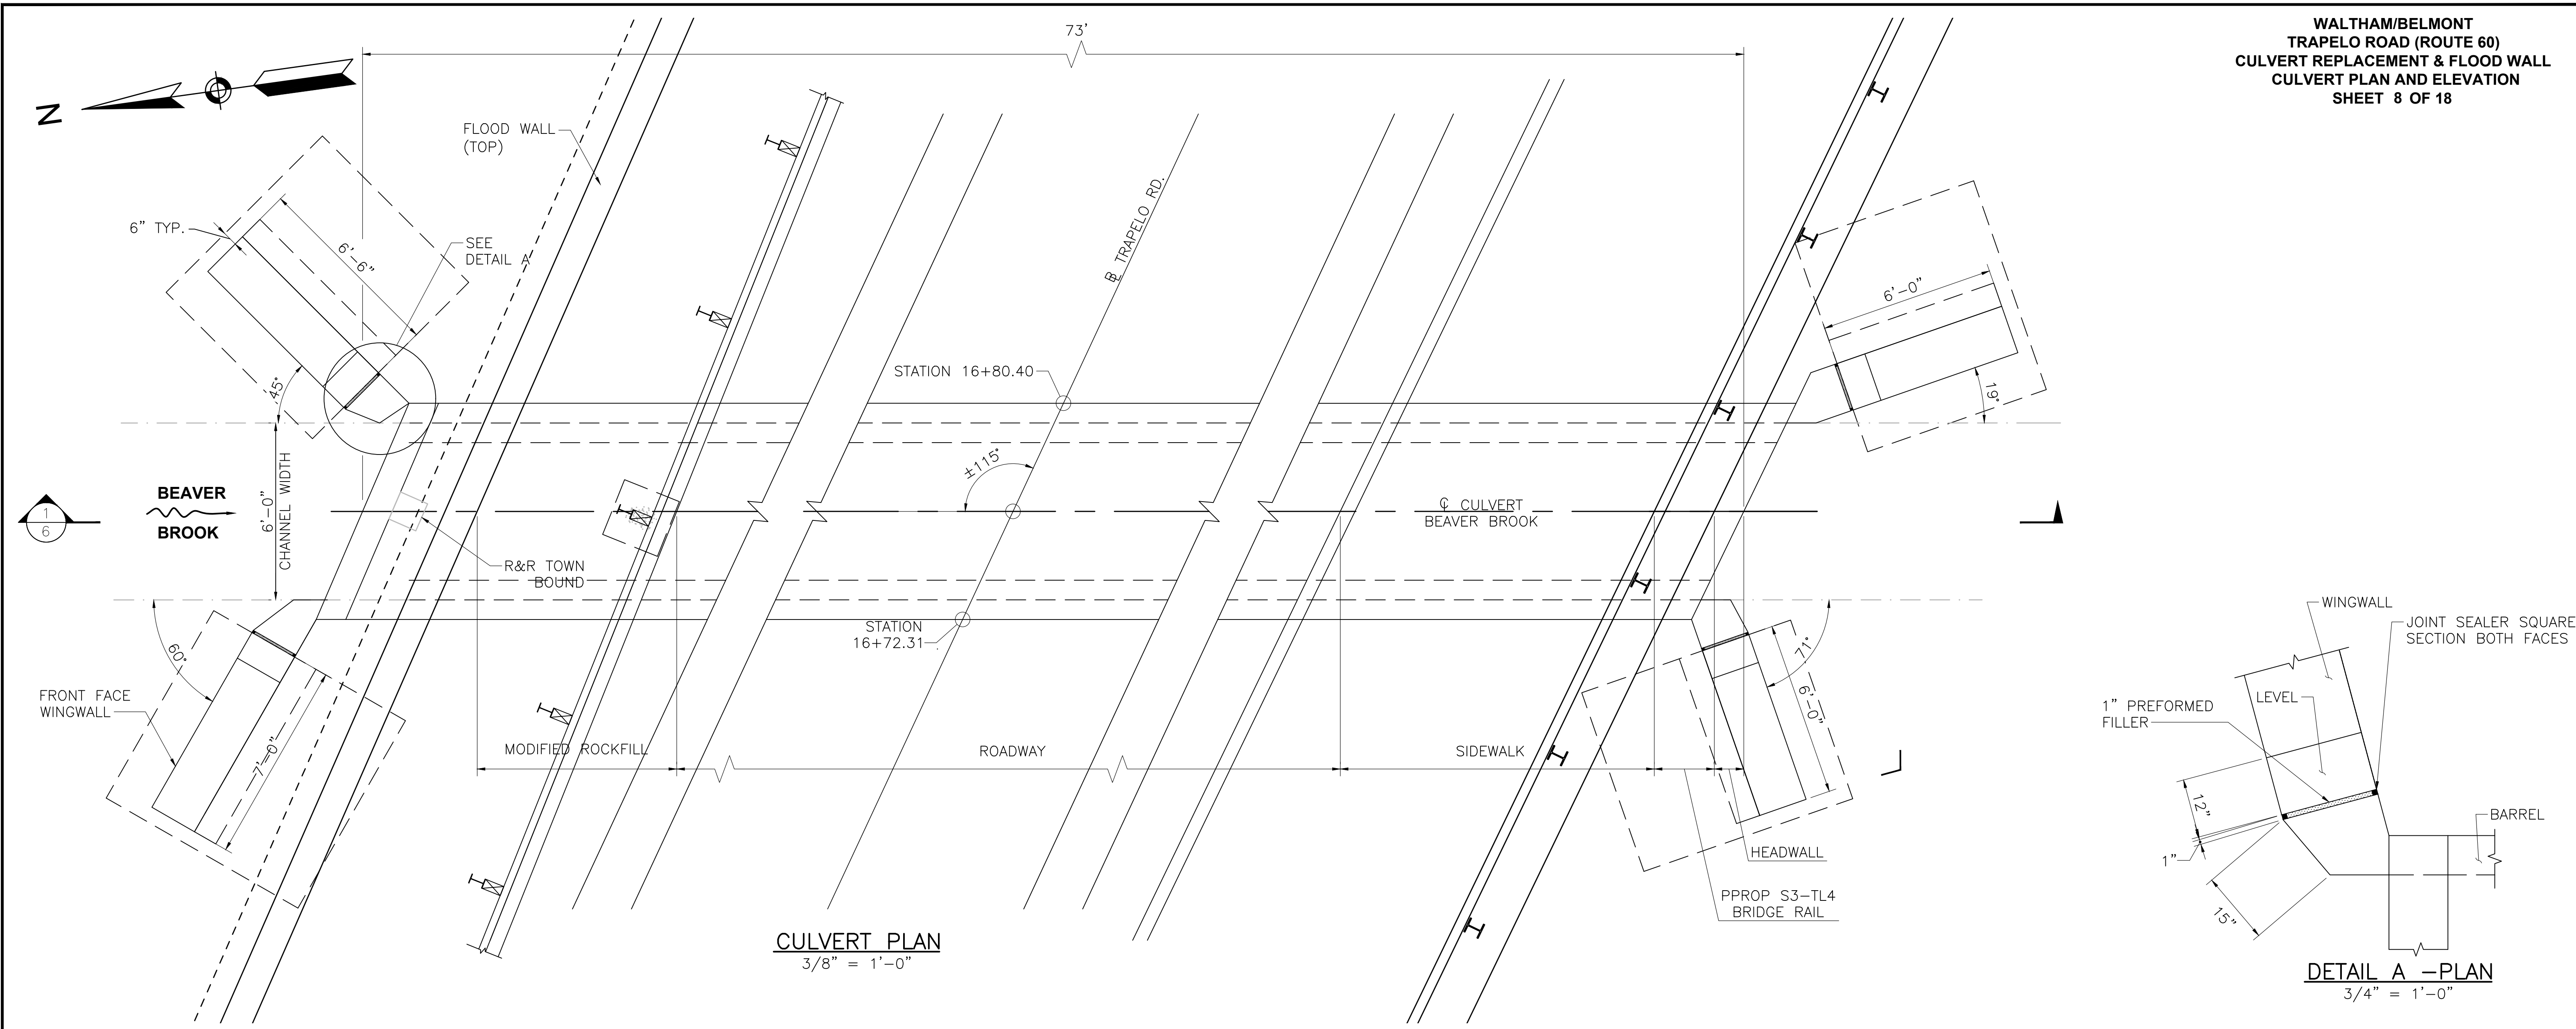 WALTHAM/BELMONT
TRAPELO ROAD (ROUTE 60)
CULVERT REPLACEMENT & FLOOD WALL
CULVERT PLAN AND ELEVATION
SHEET 8 OF 18
73'
N
FLOOD WALL
(TOP)
6" TYP.
6'-6"
SEE
DETAIL A
℄ TRAPELO RD.
6'-0"
STATION 16+80.40
45°
19°
±115°
BEAVER
BROOK
6'-0"
CHANNEL WIDTH
1
6
℄ CULVERT
BEAVER BROOK
R&R TOWN
BOUND
STATION
16+72.31
60°
71°
FRONT FACE
WINGWALL
7'-0"
6'-0"
MODIFIED ROCKFILL
ROADWAY
SIDEWALK
HEADWALL
PPROP S3-TL4
BRIDGE RAIL
CULVERT PLAN
3/8" = 1'-0"
WINGWALL
JOINT SEALER SQUARE
SECTION BOTH FACES
LEVEL
1" PREFORMED
FILLER
12"
1"
BARREL
15"
DETAIL A -PLAN
3/4" = 1'-0"